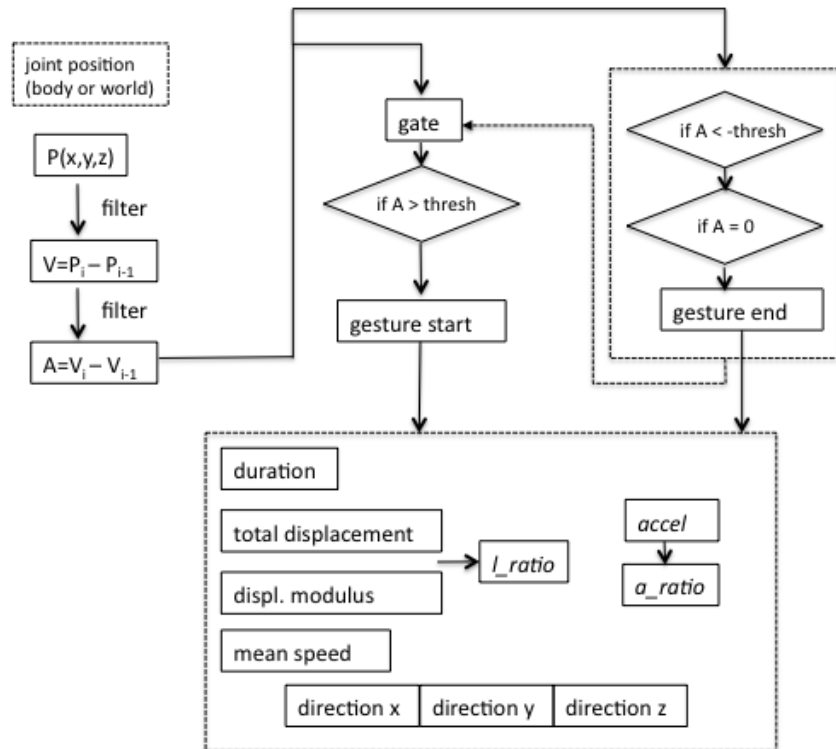 joint position
(body or world)
P(x,y,z)
filter
V=Pᵢ – Pᵢ₋₁
filter
A=Vᵢ – Vᵢ₋₁
gate
if A > thresh
gesture start
if A < -thresh
if A = 0
gesture end
duration
total displacement
displ. modulus
l_ratio
mean speed
accel
a_ratio
direction x
direction y
direction z